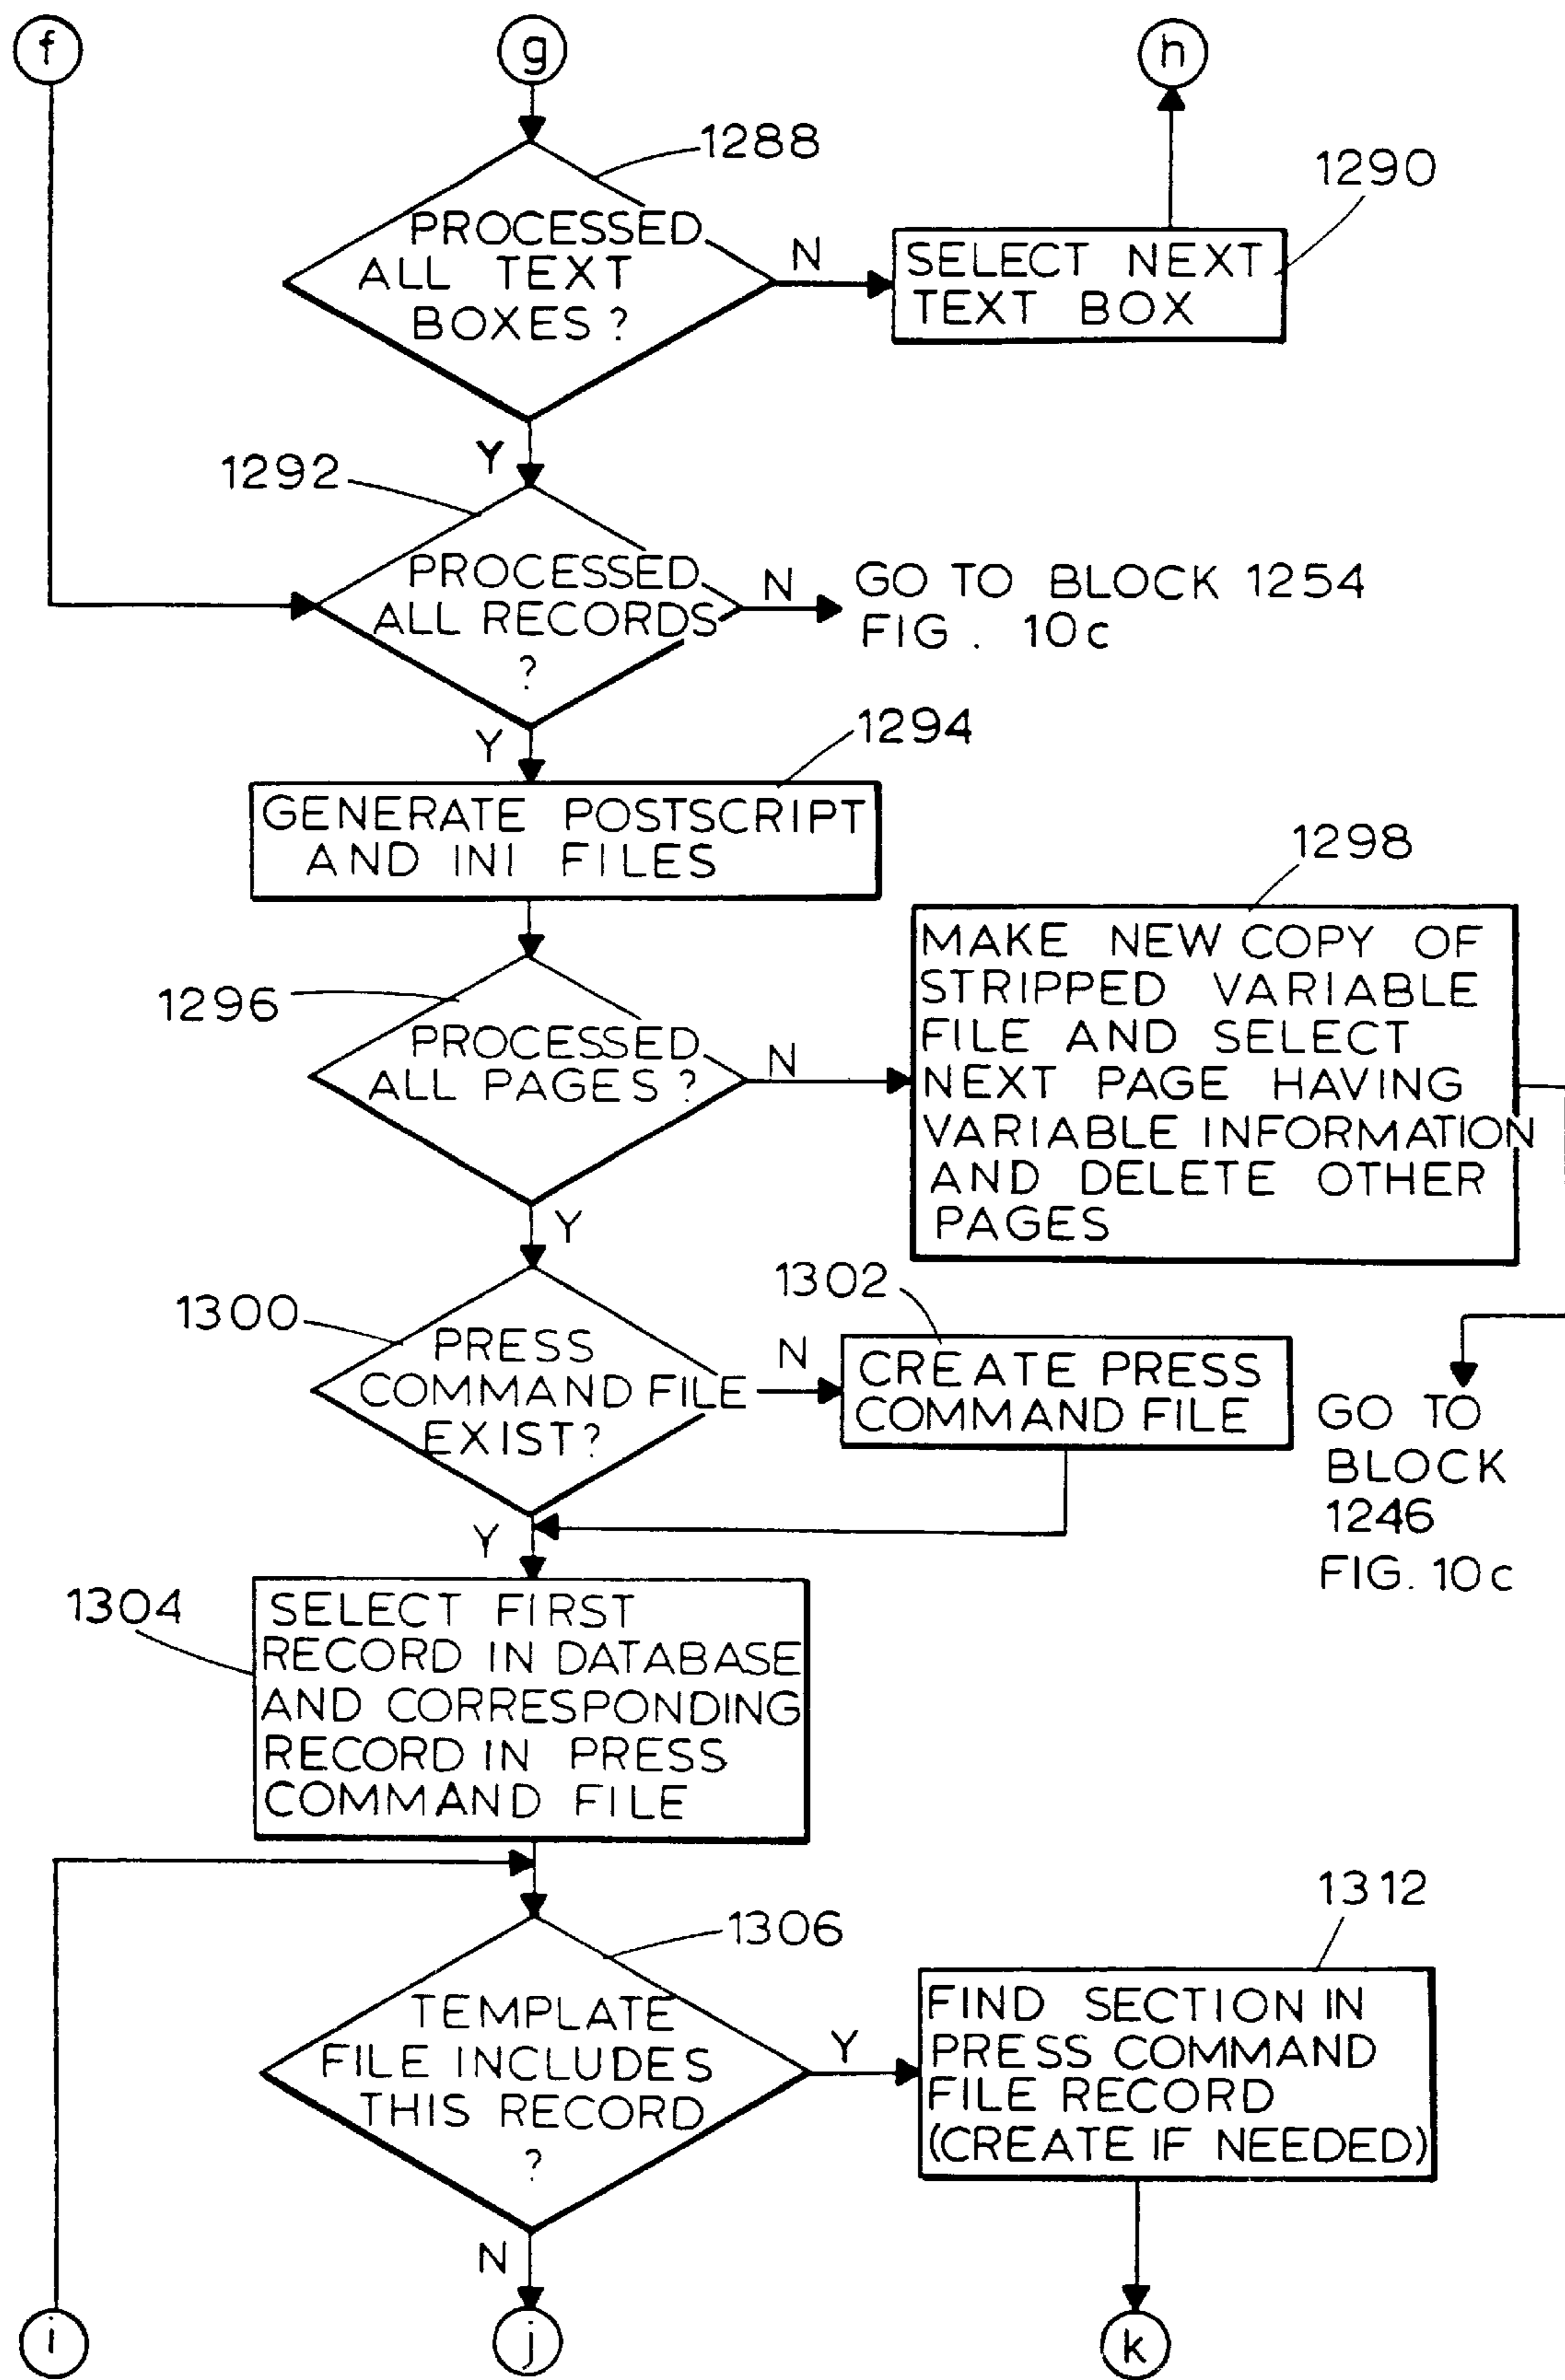 f
g
h
1288
1290
PROCESSED
ALL TEXT
BOXES ?
N
SELECT NEXT
TEXT BOX
Y
1292
PROCESSED
ALL RECORDS
?
N
GO TO BLOCK 1254
FIG . 10c
Y
1294
GENERATE POSTSCRIPT
AND INI FILES
1298
1296
PROCESSED
ALL PAGES ?
N
MAKE NEW COPY OF
STRIPPED VARIABLE
FILE AND SELECT
NEXT PAGE HAVING
VARIABLE INFORMATION
AND DELETE OTHER
PAGES
Y
1300
1302
PRESS
COMMAND FILE
EXIST?
N
CREATE PRESS
COMMAND FILE
GO TO
BLOCK
1246
FIG. 10c
Y
1304
SELECT FIRST
RECORD IN DATABASE
AND CORRESPONDING
RECORD IN PRESS
COMMAND FILE
1306
1312
TEMPLATE
FILE INCLUDES
THIS RECORD
?
Y
FIND SECTION IN
PRESS COMMAND
FILE RECORD
(CREATE IF NEEDED)
N
i
j
k